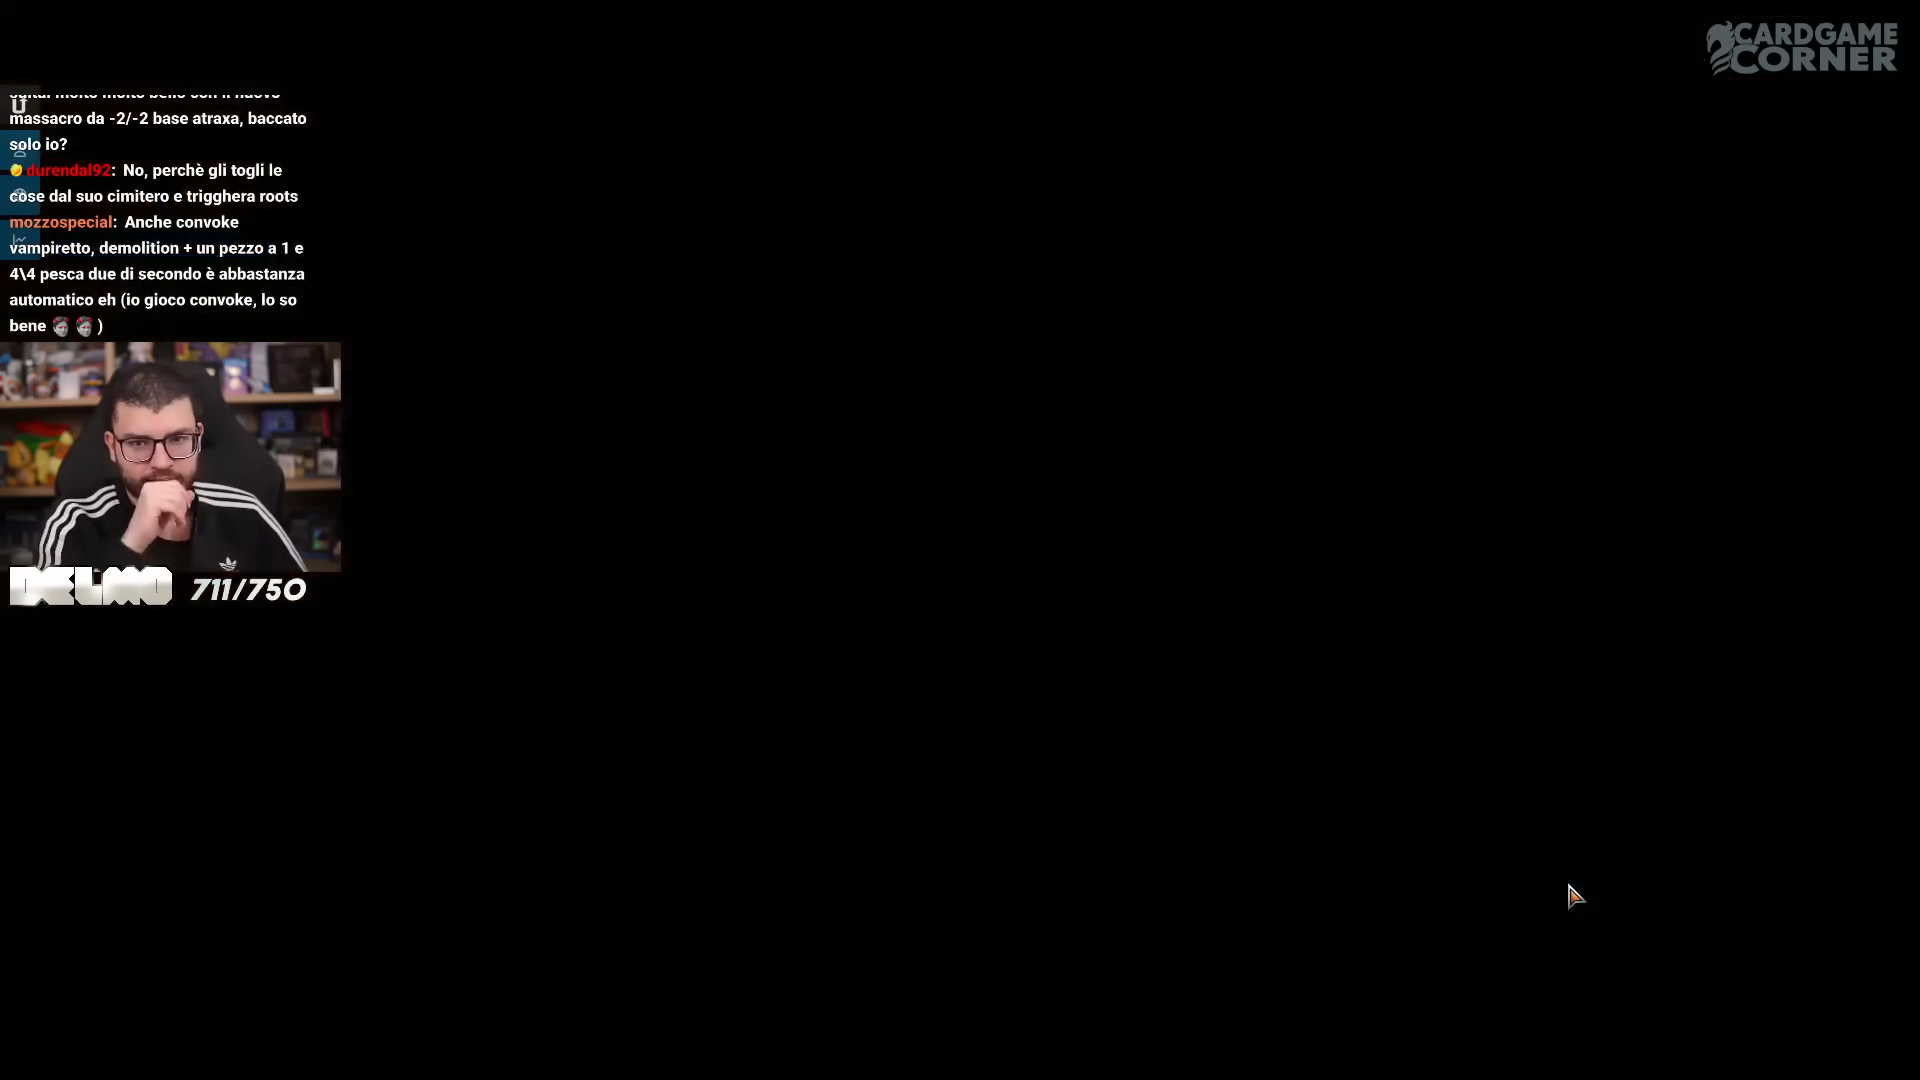 CARDGAME
CORNER
massacro da -2/-2 base atraxa, baccato
solo io?
durendal92: No, perchè gli togli le
cose dal suo cimitero e trigghera roots
mozzospecial: Anche convoke
vampiretto, demolition + un pezzo a 1 e
4\4 pesca due di secondo è abbastanza
automatico eh (io gioco convoke, lo so
bene )
DELMO 711/750